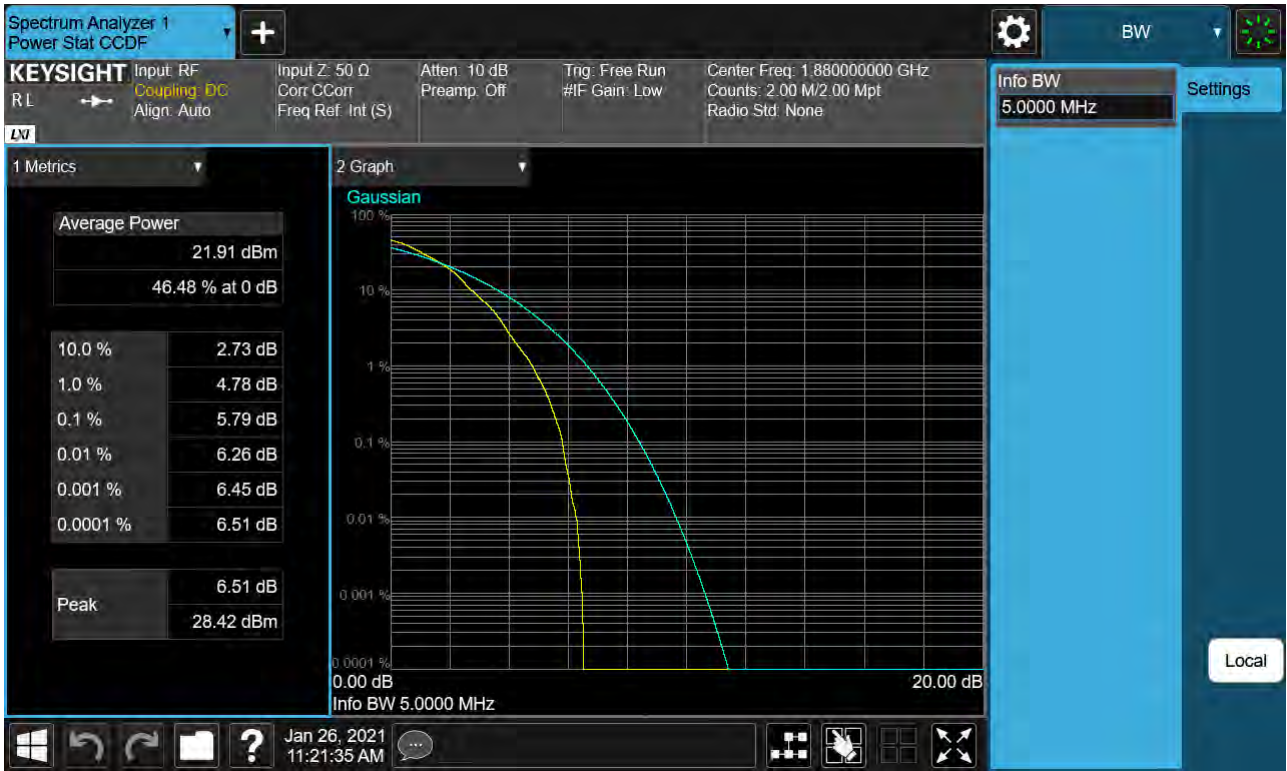 Spectrum Analyzer 1
Power Stat CCDF
BW
KEYSIGHT
RL
LXI
Input: RF
Coupling: DC
Align: Auto
Input Z: 50 Ω
Corr CCorr
Freq Ref: Int (S)
Atten: 10 dB
Preamp: Off
Trig: Free Run
#IF Gain: Low
Center Freq: 1.880000000 GHz
Counts: 2.00 M/2.00 Mpt
Radio Std: None
Info BW
5.0000 MHz
Settings
1 Metrics
Average Power
21.91 dBm
46.48 % at 0 dB
10.0 % 2.73 dB
1.0 % 4.78 dB
0.1 % 5.79 dB
0.01 % 6.26 dB
0.001 % 6.45 dB
0.0001 % 6.51 dB
Peak
6.51 dB
28.42 dBm
2 Graph
Gaussian
100 %
10 %
1 %
0.1 %
0.01 %
0.001 %
0.0001 %
0.00 dB 20.00 dB
Info BW 5.0000 MHz
Local
?
Jan 26, 2021
11:21:35 AM